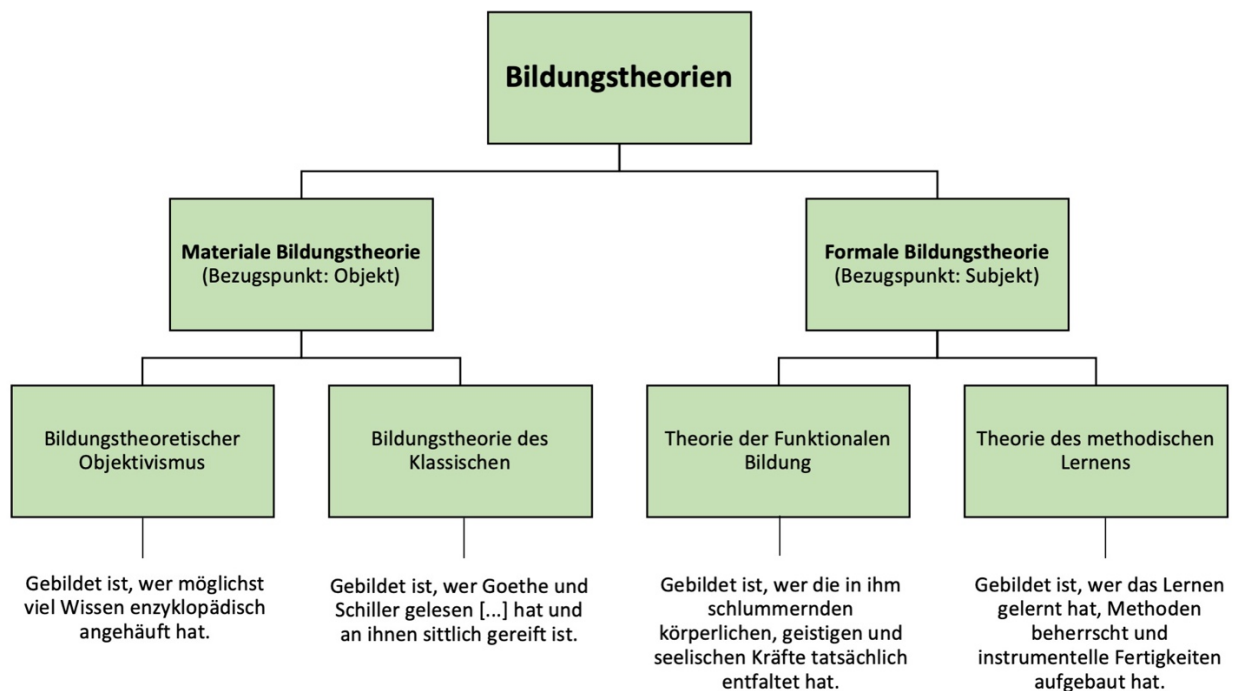 Bildungstheorien
Materiale Bildungstheorie
(Bezugspunkt: Objekt)
Formale Bildungstheorie
(Bezugspunkt: Subjekt)
Bildungstheoretischer
Objektivismus
Bildungstheorie des
Klassischen
Theorie der Funktionalen
Bildung
Theorie des methodischen
Lernens
Gebildet ist, wer möglichst
viel Wissen enzyklopädisch
angehäuft hat.
Gebildet ist, wer Goethe und
Schiller gelesen [...] hat und
an ihnen sittlich gereift ist.
Gebildet ist, wer die in ihm
schlummernden
körperlichen, geistigen und
seelischen Kräfte tatsächlich
entfaltet hat.
Gebildet ist, wer das Lernen
gelernt hat, Methoden
beherrscht und
instrumentelle Fertigkeiten
aufgebaut hat.